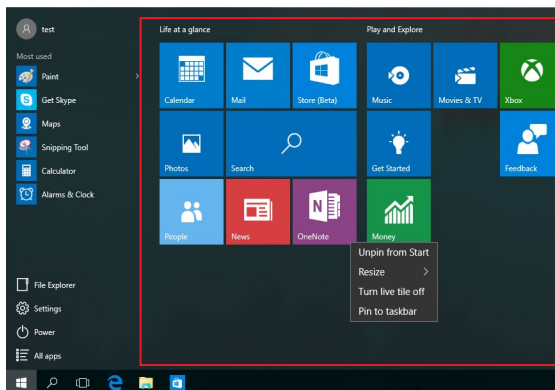 test
Most used
Paint
Get Skype
Maps
Snipping Tool
Calculator
Alarms & Clock
File Explorer
Settings
Power
All apps
Life at a glance
Calendar
Mail
Store (Beta)
Photos
Search
People
News
OneNote
Play and Explore
Music
Movies & TV
Xbox
Get Started
Feedback
Money
Unpin from Start
Resize
Turn live tile off
Pin to taskbar